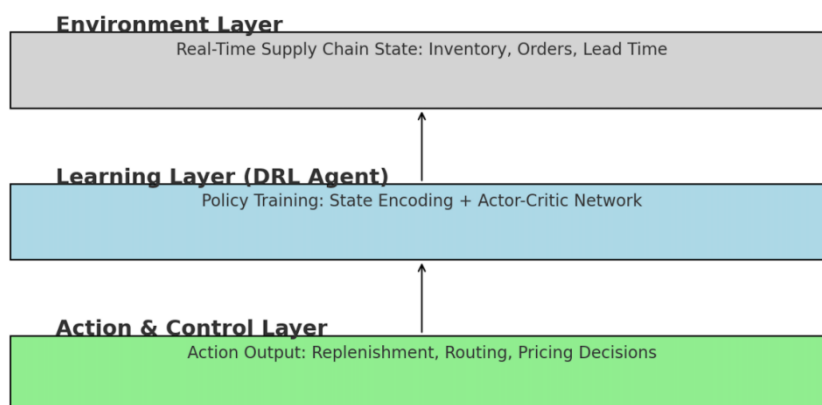 Environment Layer
Real-Time Supply Chain State: Inventory, Orders, Lead Time
Learning Layer (DRL Agent)
Policy Training: State Encoding + Actor-Critic Network
Action & Control Layer
Action Output: Replenishment, Routing, Pricing Decisions